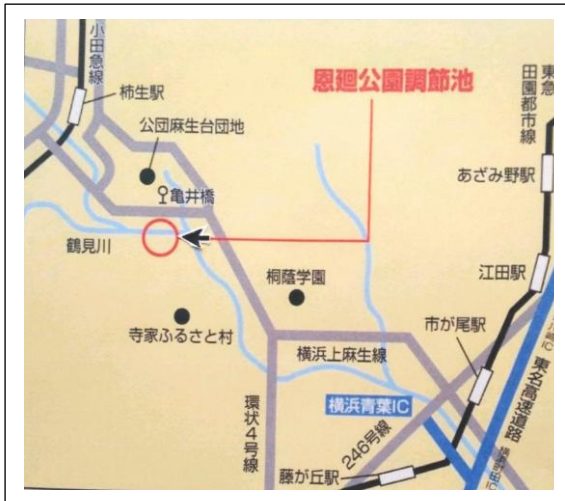 小田急線
恩廻公園調節池
東急
田園都市線
柿生駅
公団麻生台団地
あざみ野駅
亀井橋
鶴見川
桐蔭学園
江田駅
寺家ふるさと村
市が尾駅
横浜上麻生線
東名高速道路
横浜青葉IC
環状4号線
246号線
藤が丘駅